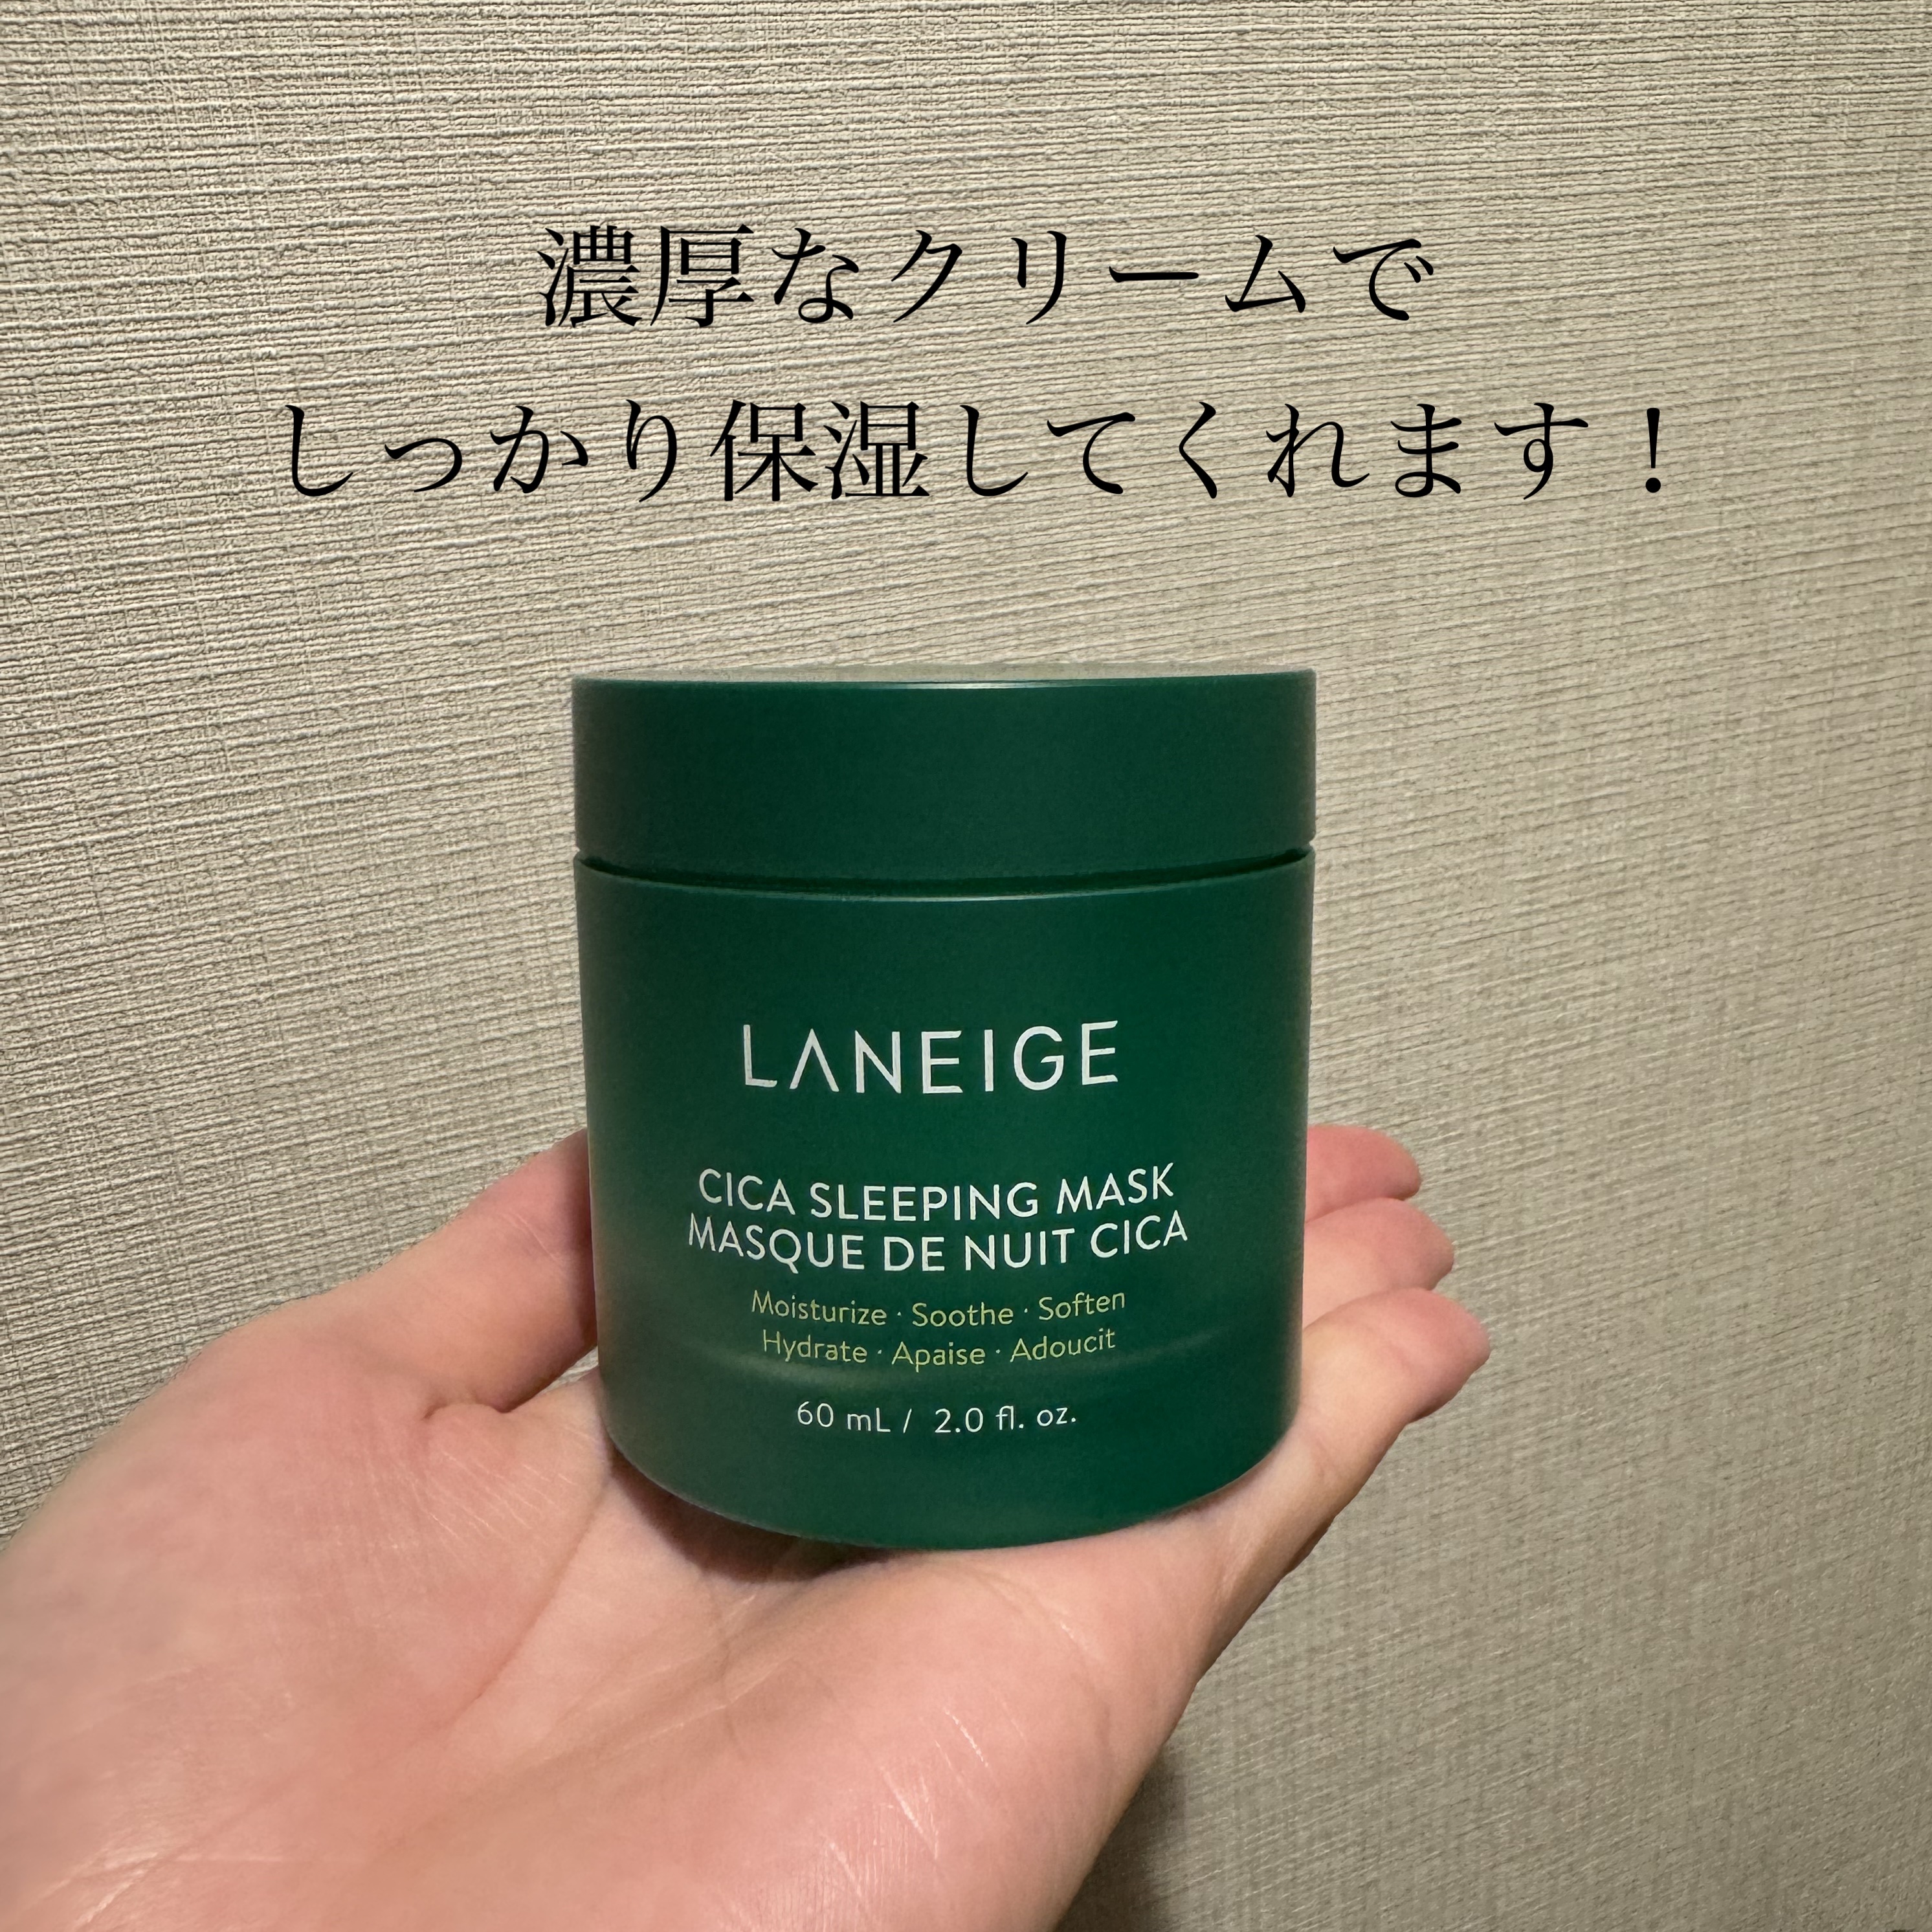 濃厚なクリームで
しっかり保湿してくれます！
LANEIGE
CICA SLEEPING MASK
MASQUE DE NUIT CICA
Moisturize · Soothe · Soften
Hydrate · Apaise · Adoucit
60 mL / 2.0 fl. oz.